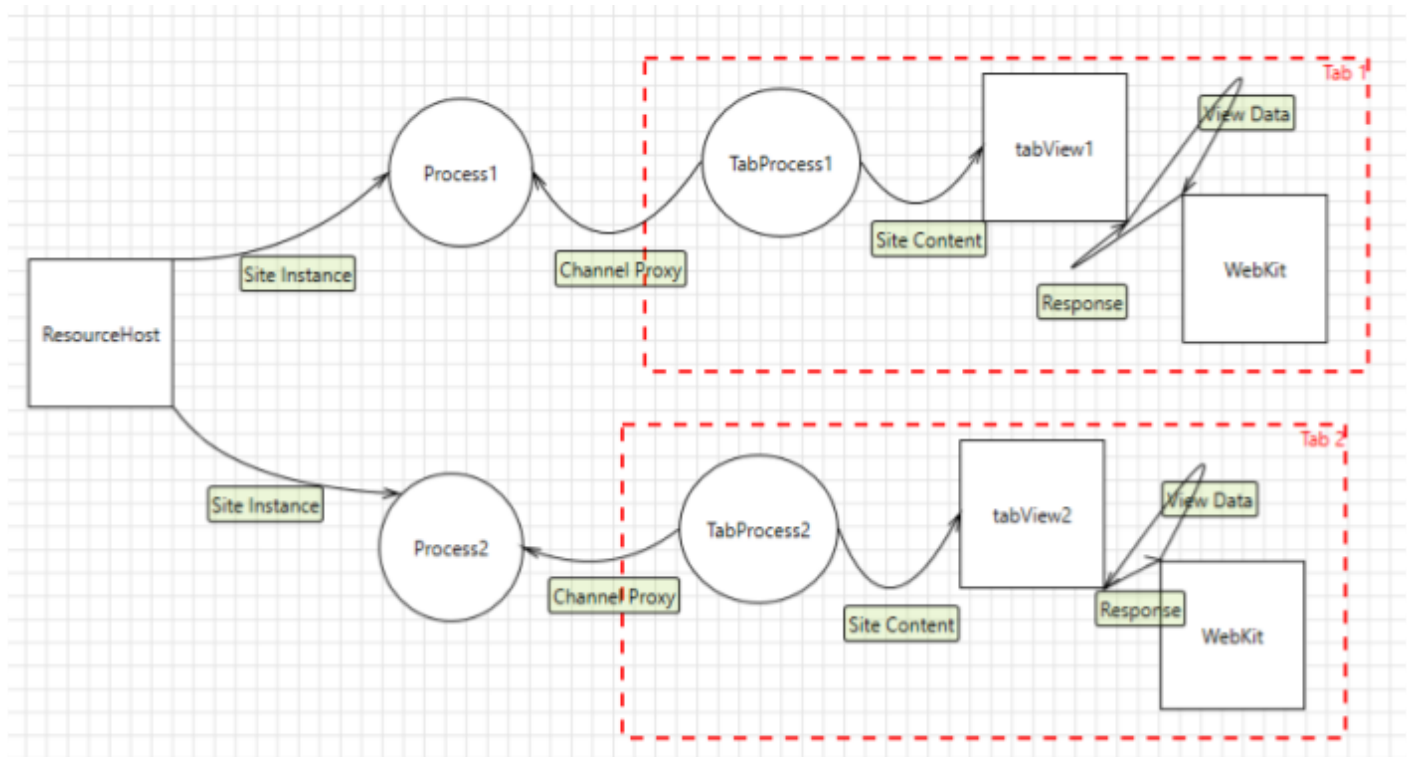 Tab 1
Process1
TabProcess1
tabView1
View Data
Site Instance
Channel Proxy
Site Content
Response
WebKit
ResourceHost
Tab 2
Site Instance
Process2
TabProcess2
tabView2
View Data
Channel Proxy
Site Content
Response
WebKit